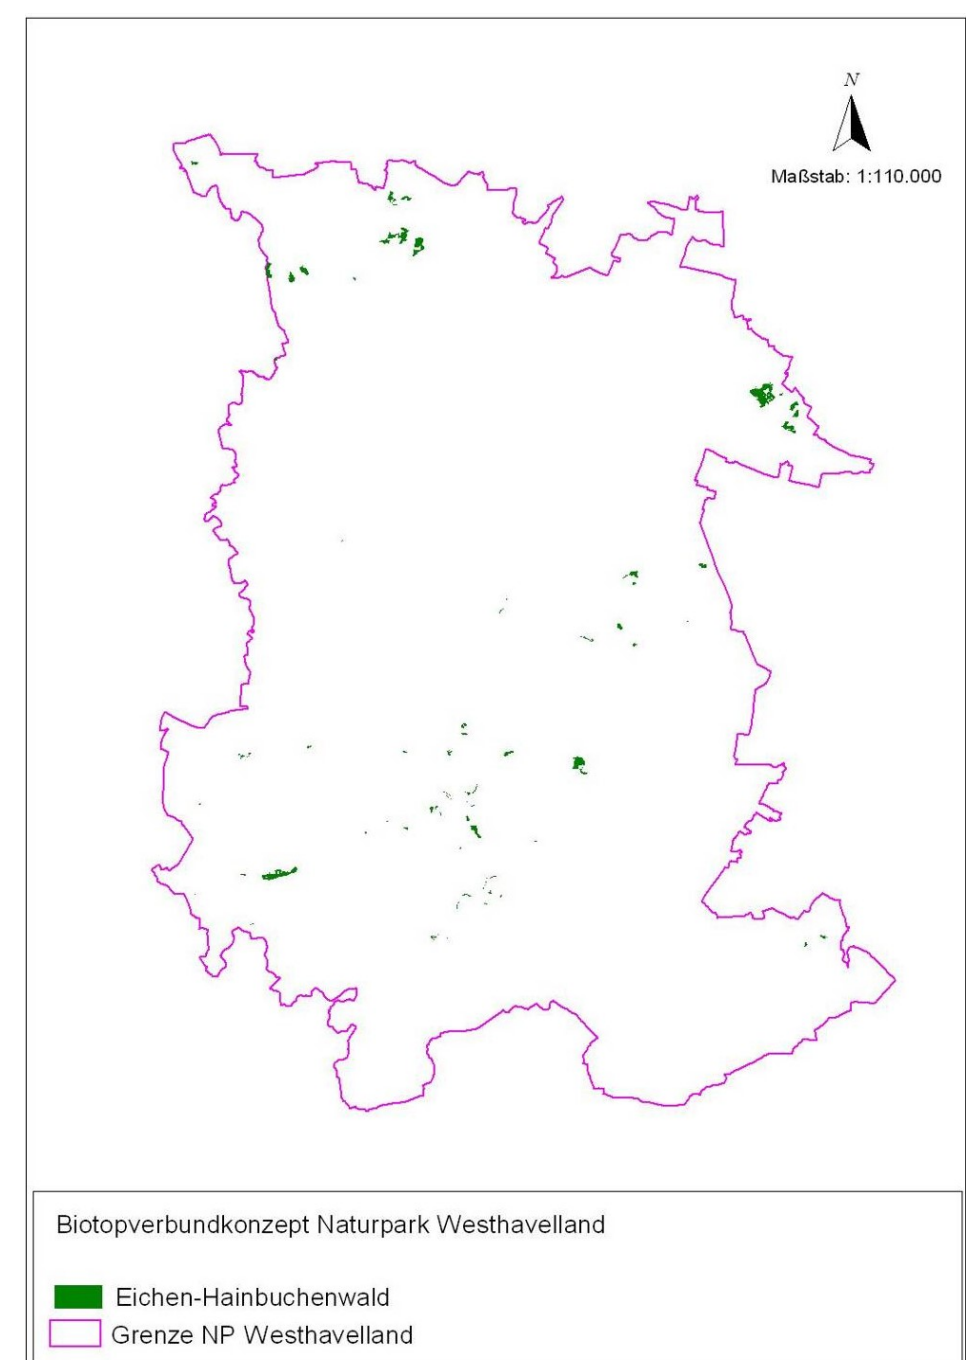 N
Maßstab: 1:110.000
Biotopverbundkonzept Naturpark Westhavelland
Eichen-Hainbuchenwald
Grenze NP Westhavelland